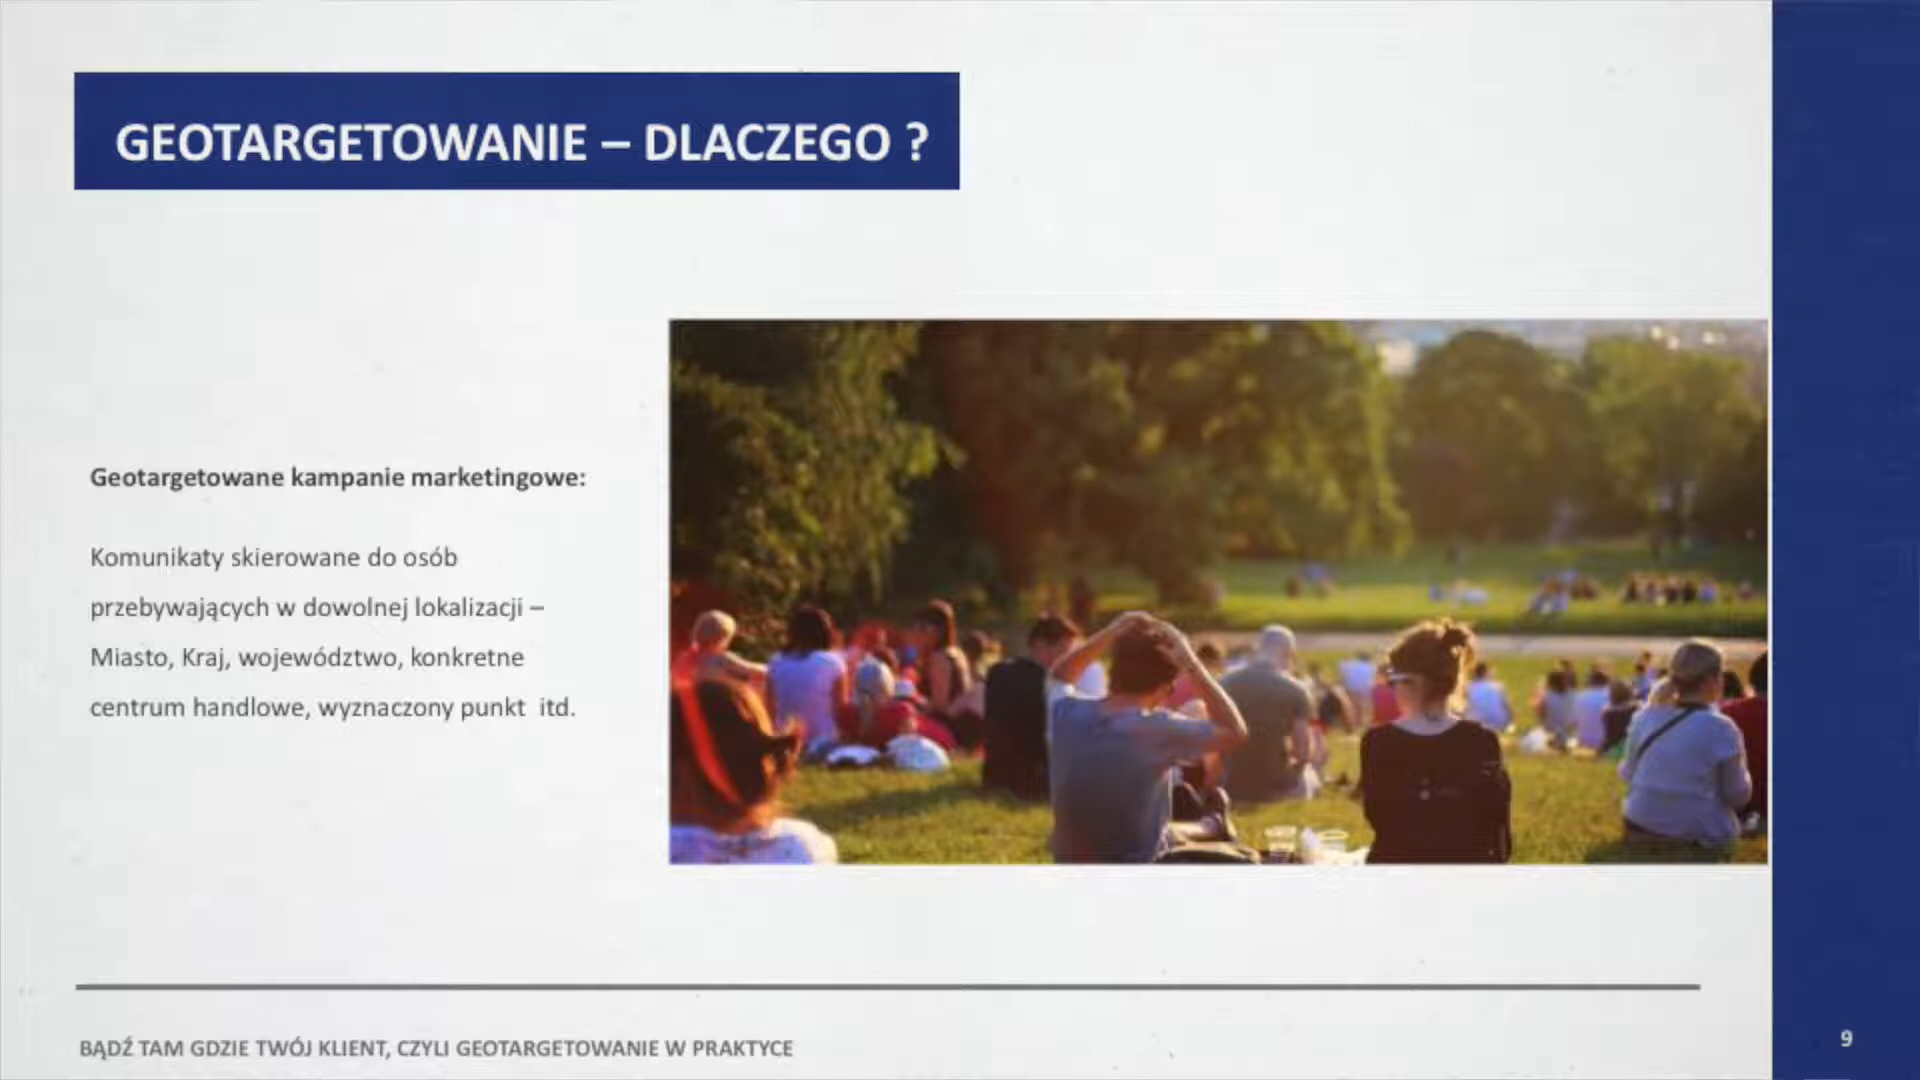 GEOTARGETOWANIE – DLACZEGO ?
Geotargetowane kampanie marketingowe:
Komunikaty skierowane do osób
przebywających w dowolnej lokalizacji –
Miasto, Kraj, województwo, konkretne
centrum handlowe, wyznaczony punkt  itd.
BĄDŹ TAM GDZIE TWÓJ KLIENT, CZYLI GEOTARGETOWANIE W PRAKTYCE
9